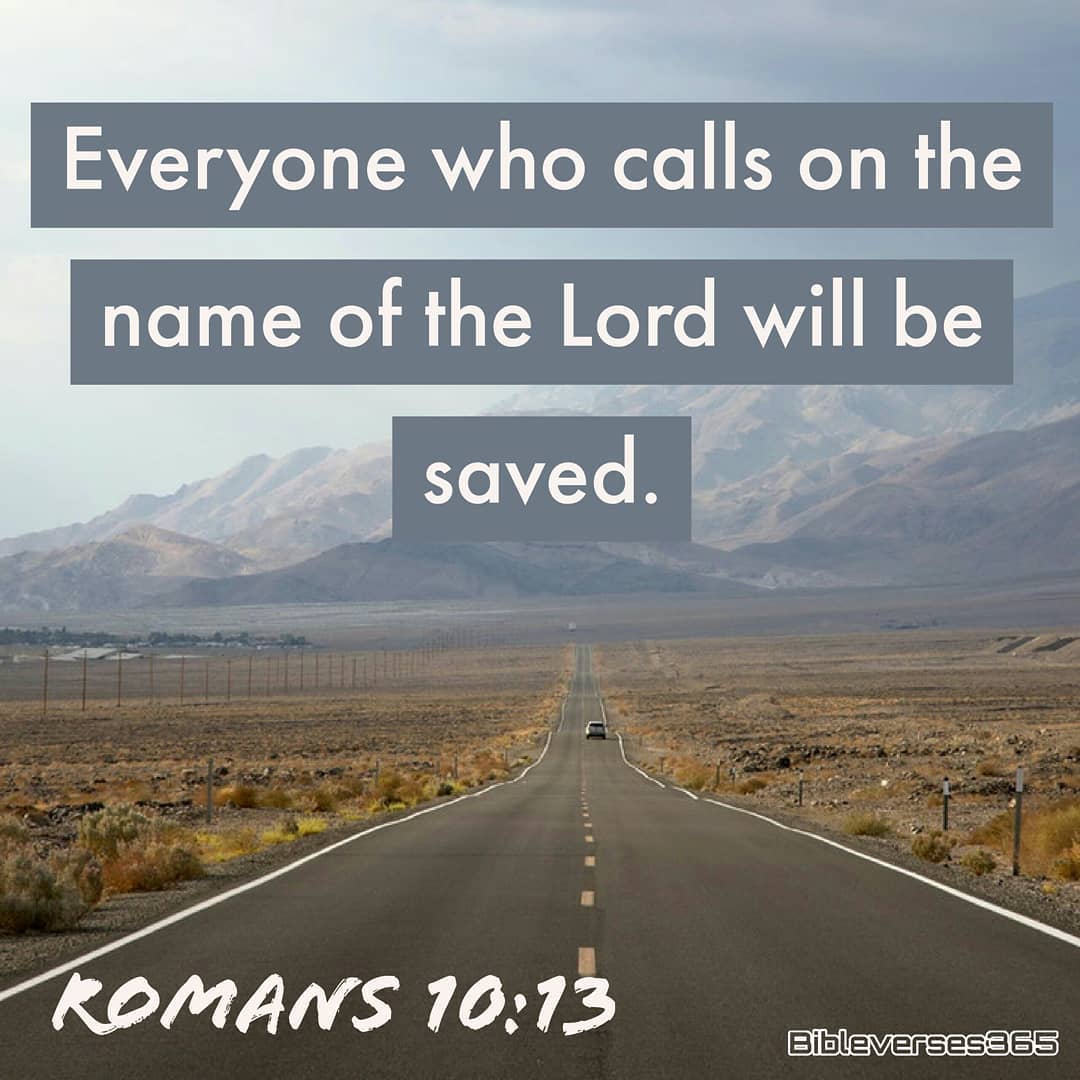 Everyone who calls on the
name of the Lord will be
saved.
ROMANS 10:13
Bibleverses365